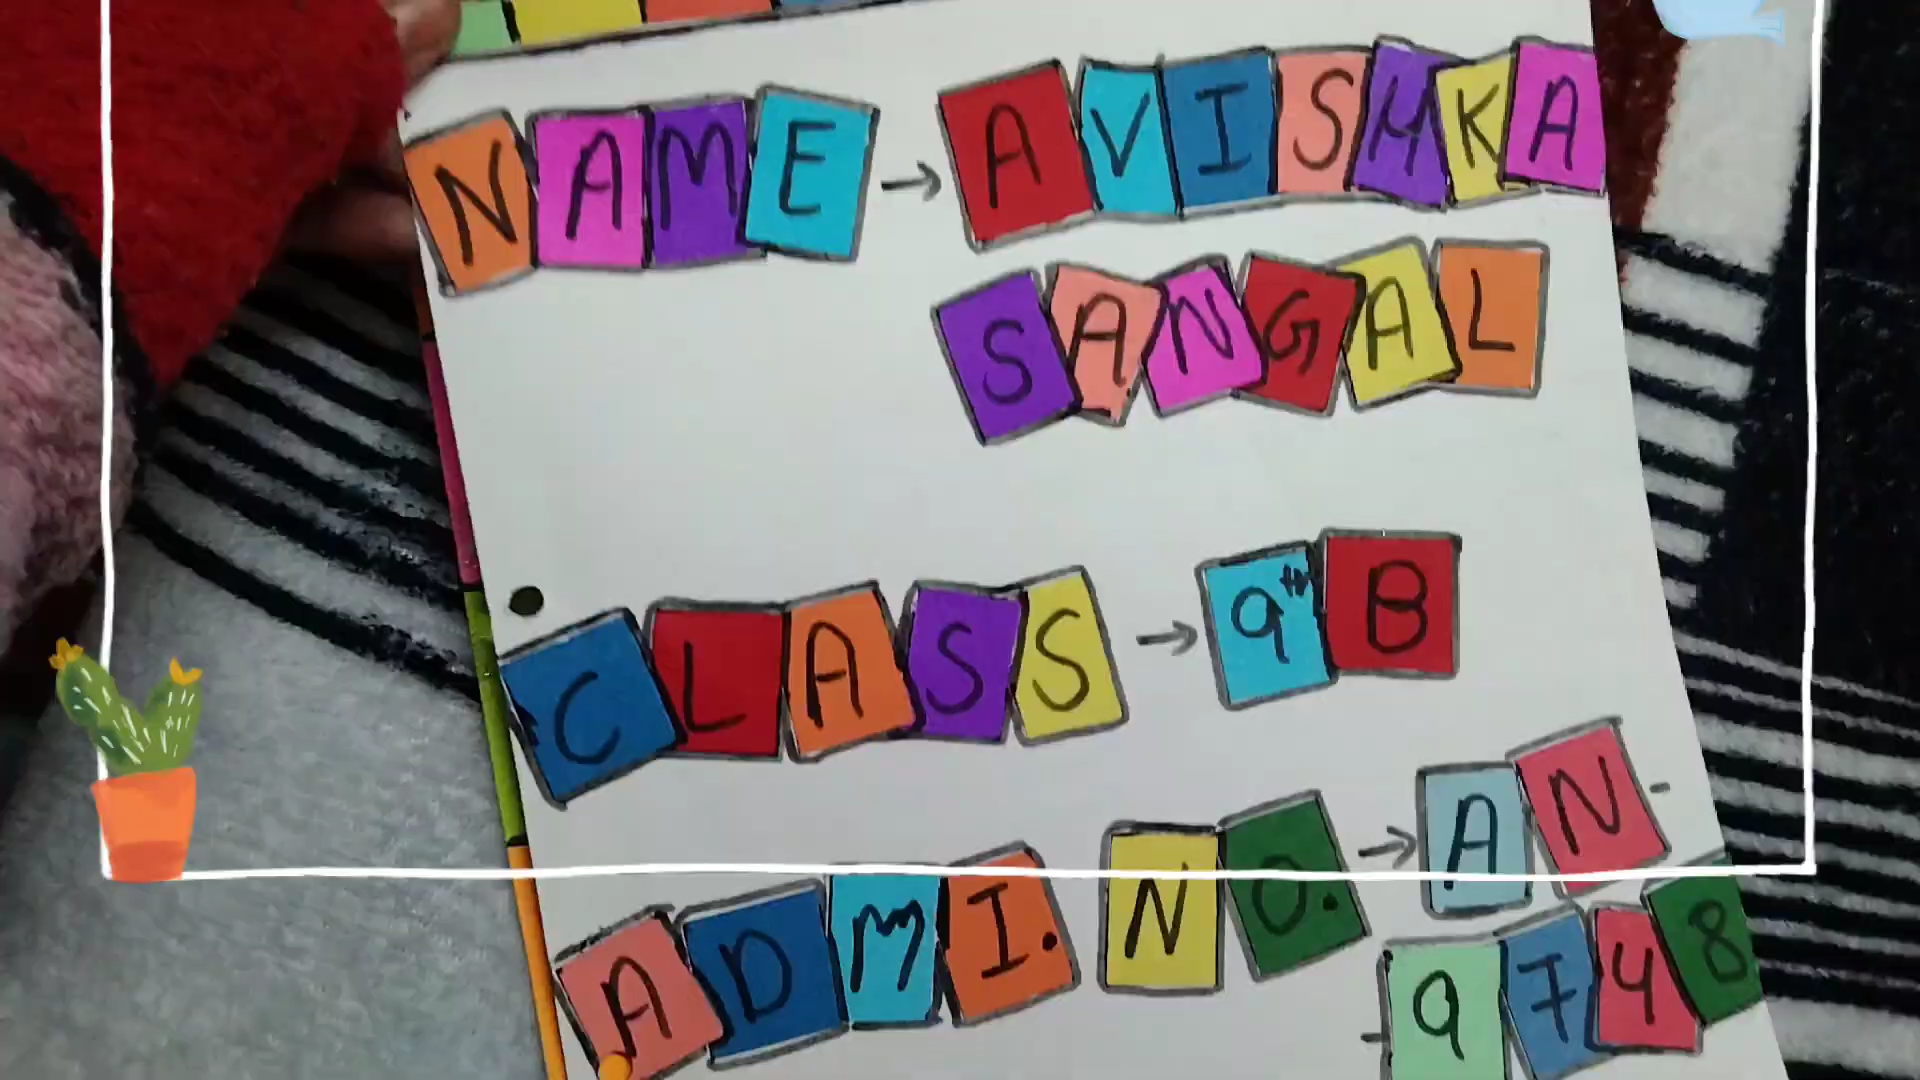 NAME → AVISHKA
SANGAL
CLASS → 9th B
ADMI. NO. → AN-
-9748